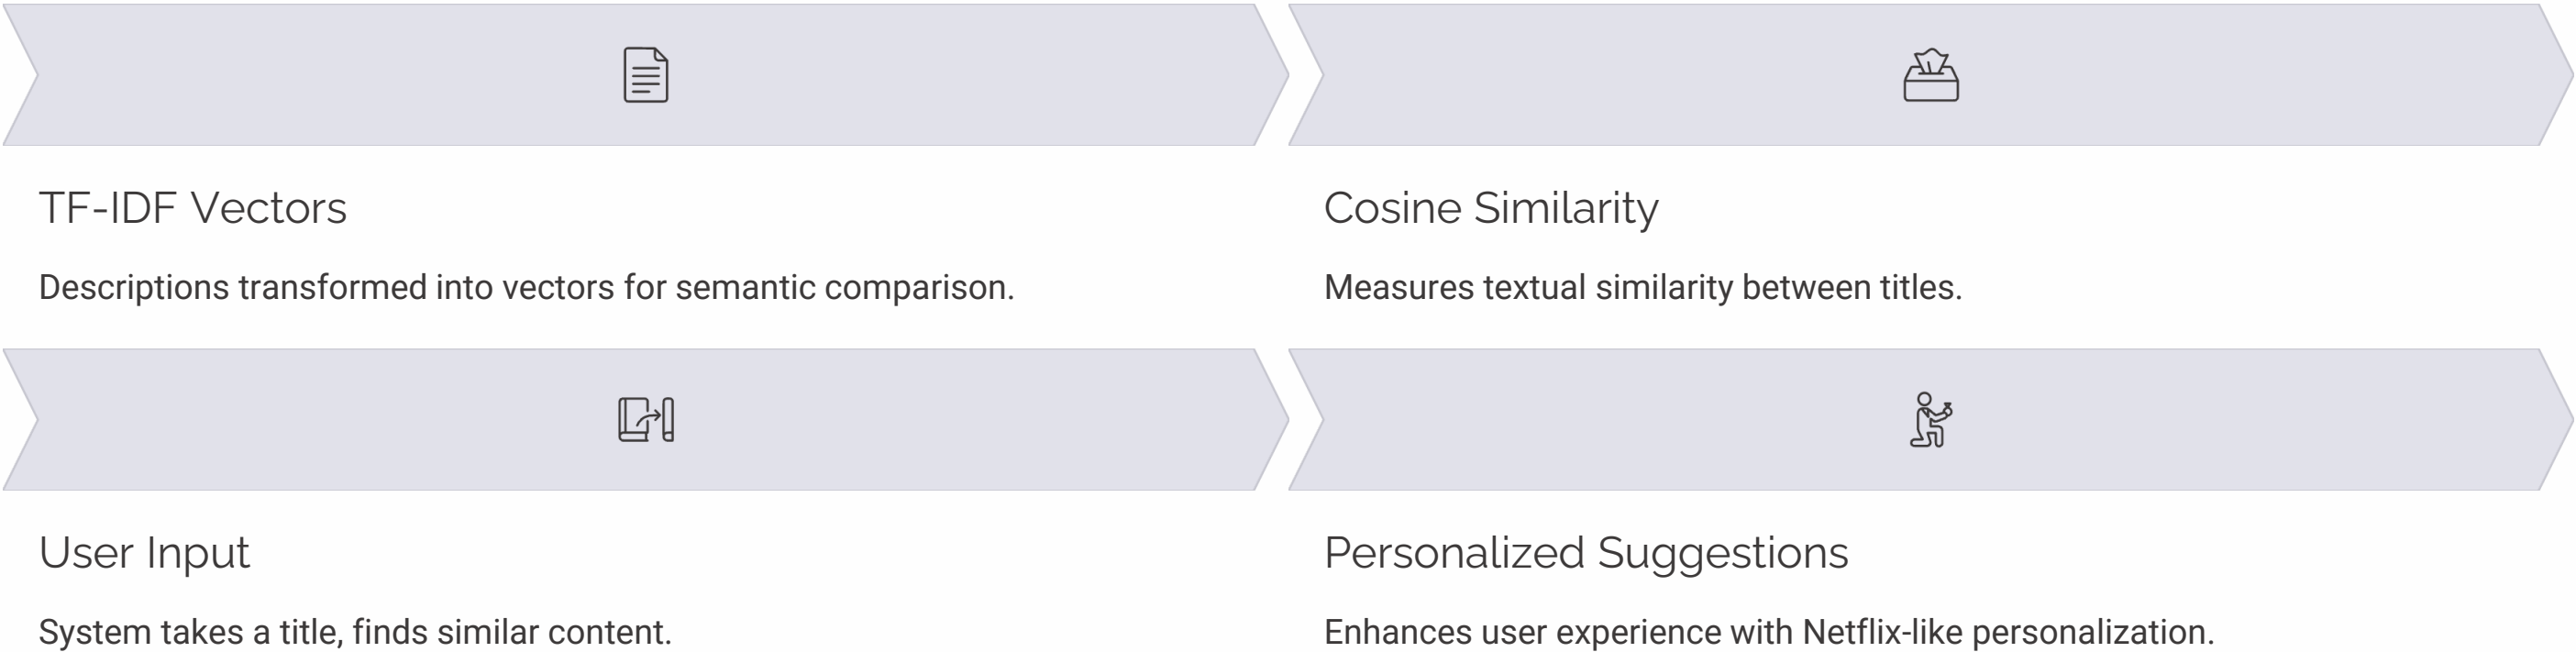 TF-IDF Vectors
Descriptions transformed into vectors for semantic comparison.
Cosine Similarity
Measures textual similarity between titles.
User Input
System takes a title, finds similar content.
Personalized Suggestions
Enhances user experience with Netflix-like personalization.